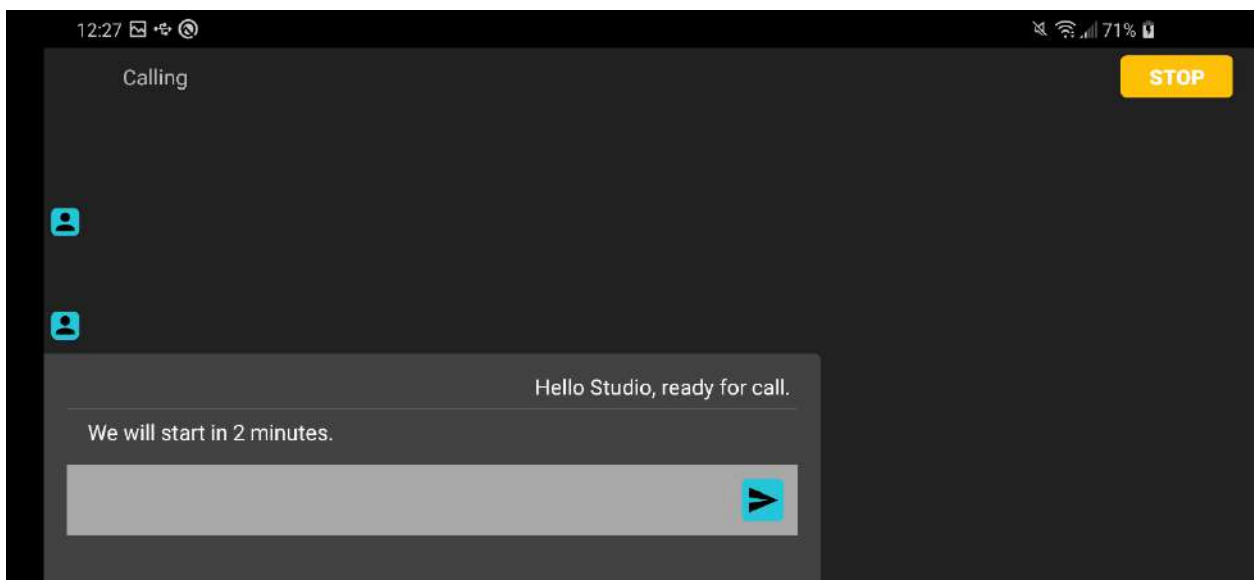 12:27 71%
Calling STOP
Hello Studio, ready for call.
We will start in 2 minutes.